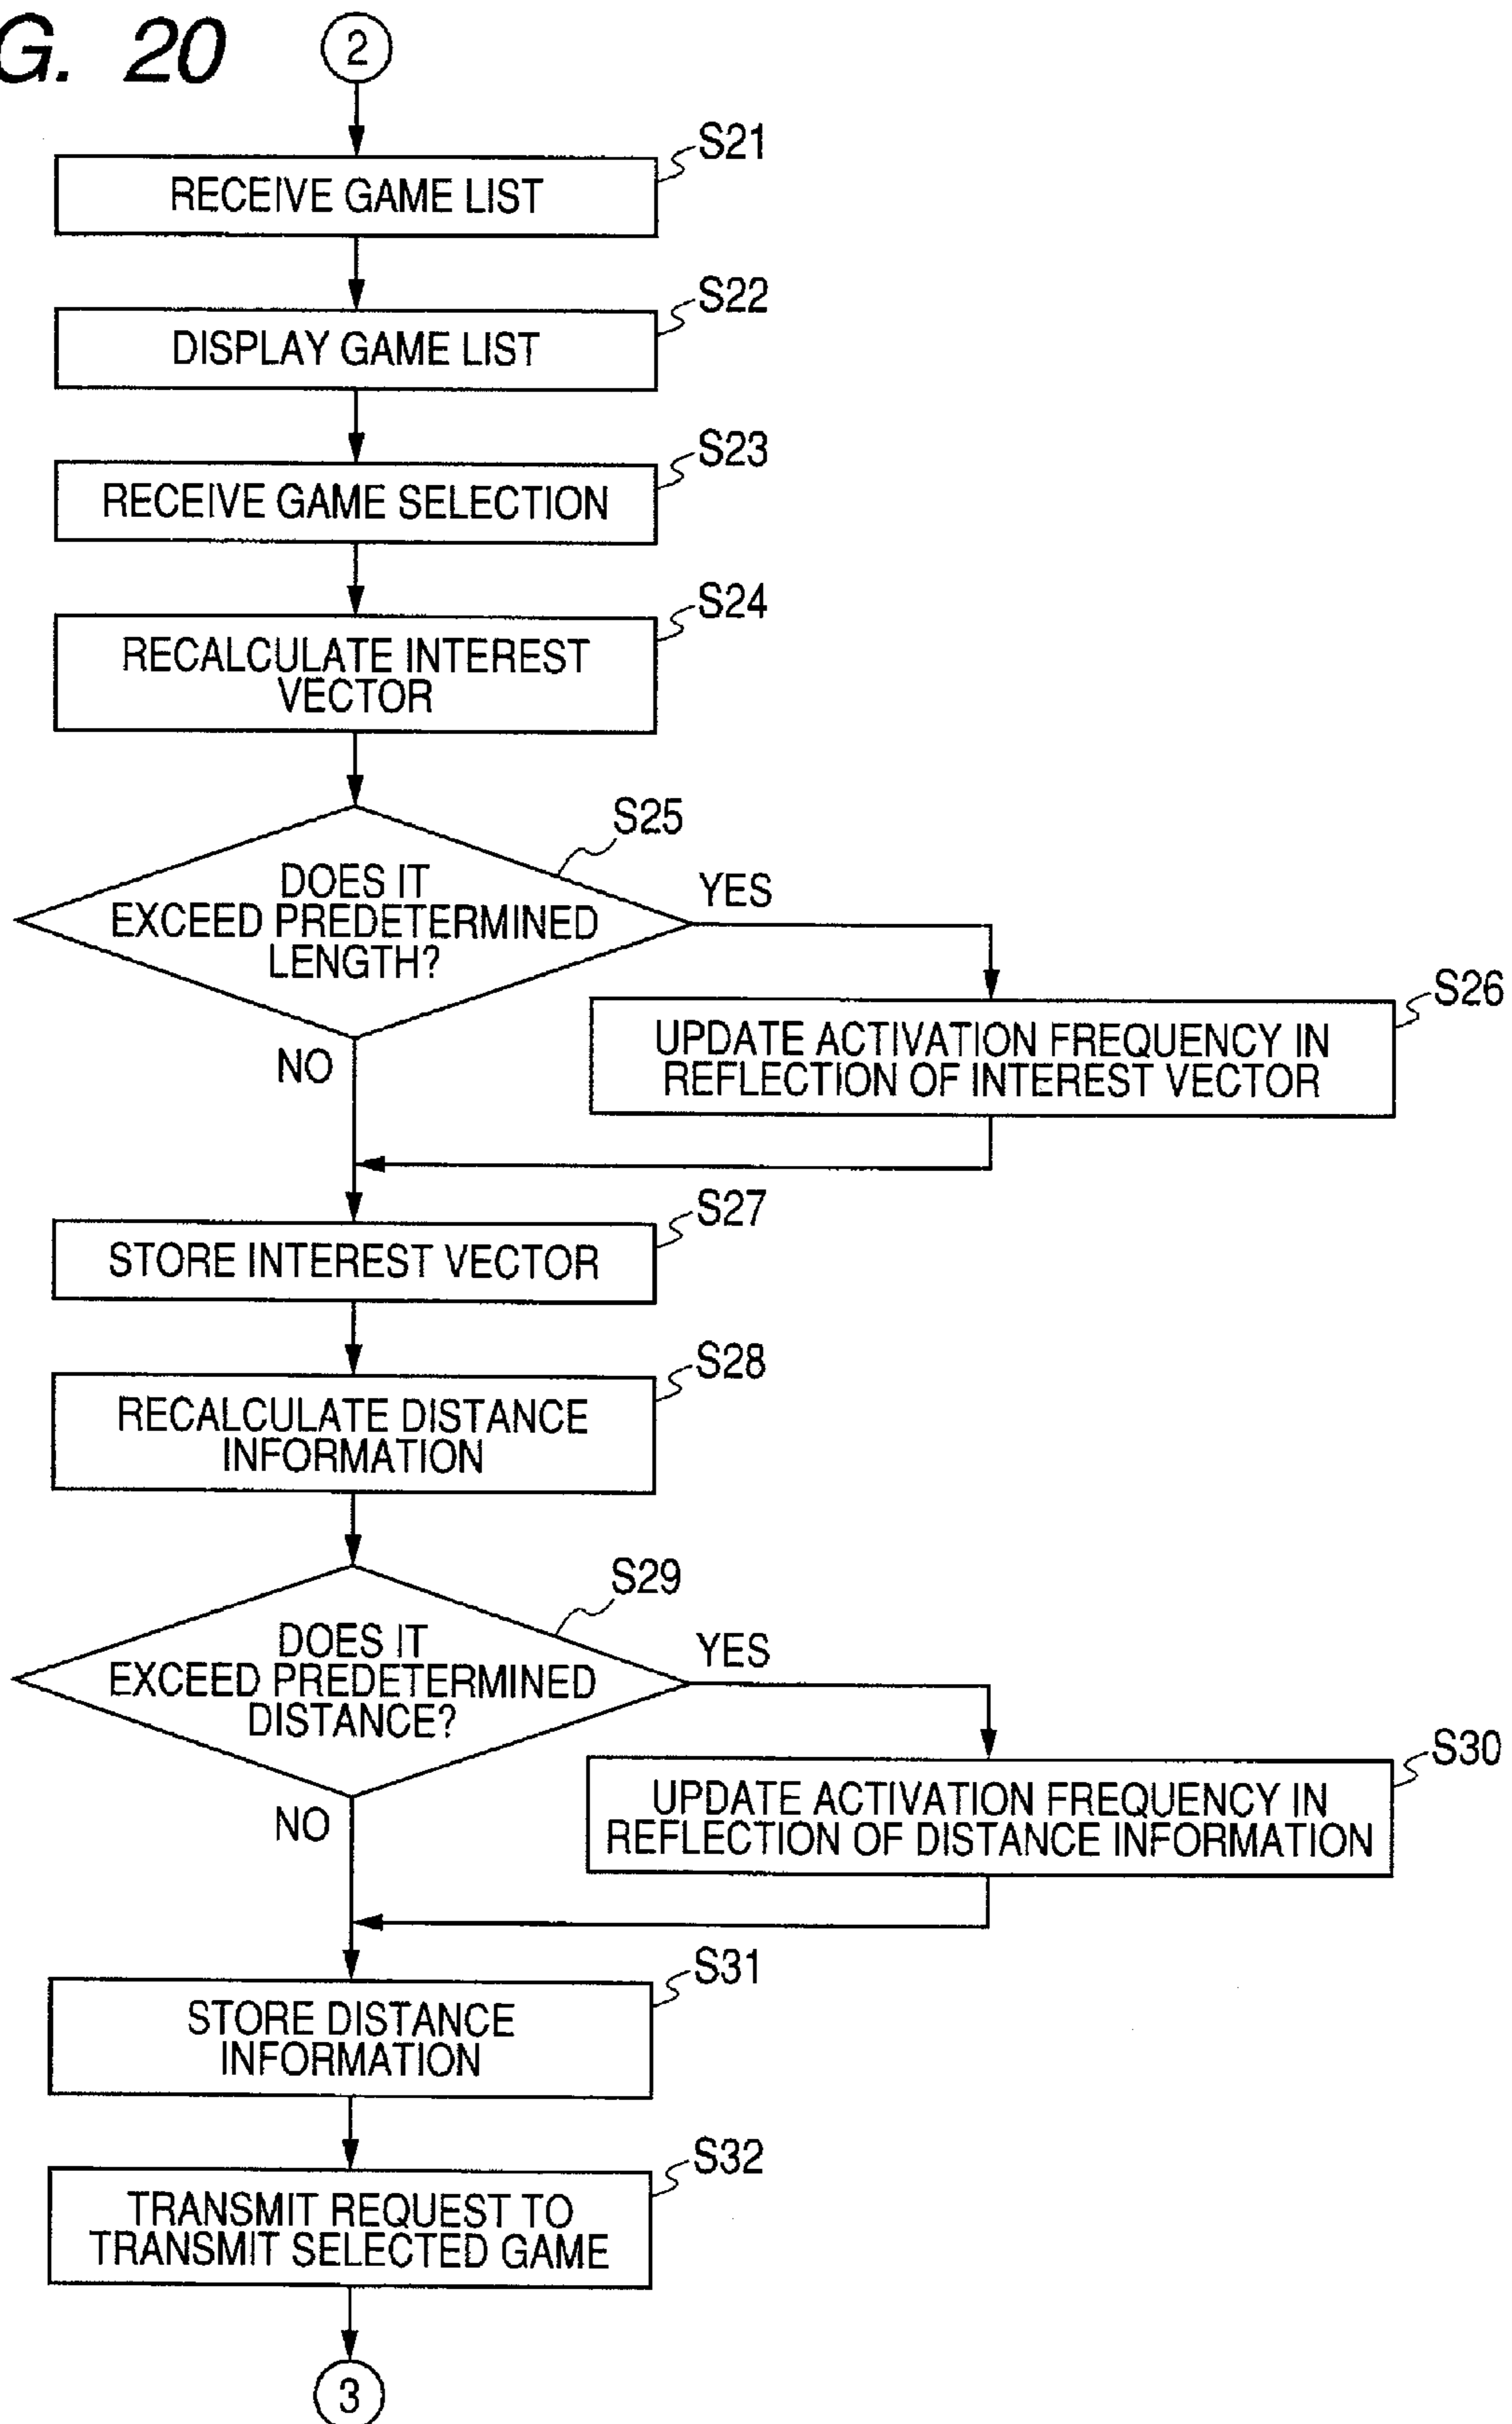 G. 20
2
S21
RECEIVE GAME LIST
S22
DISPLAY GAME LIST
S23
RECEIVE GAME SELECTION
S24
RECALCULATE INTEREST
VECTOR
S25
DOES IT
EXCEED PREDETERMINED
LENGTH?
YES
NO
S26
UPDATE ACTIVATION FREQUENCY IN
REFLECTION OF INTEREST VECTOR
S27
STORE INTEREST VECTOR
S28
RECALCULATE DISTANCE
INFORMATION
S29
DOES IT
EXCEED PREDETERMINED
DISTANCE?
YES
NO
S30
UPDATE ACTIVATION FREQUENCY IN
REFLECTION OF DISTANCE INFORMATION
S31
STORE DISTANCE
INFORMATION
S32
TRANSMIT REQUEST TO
TRANSMIT SELECTED GAME
3